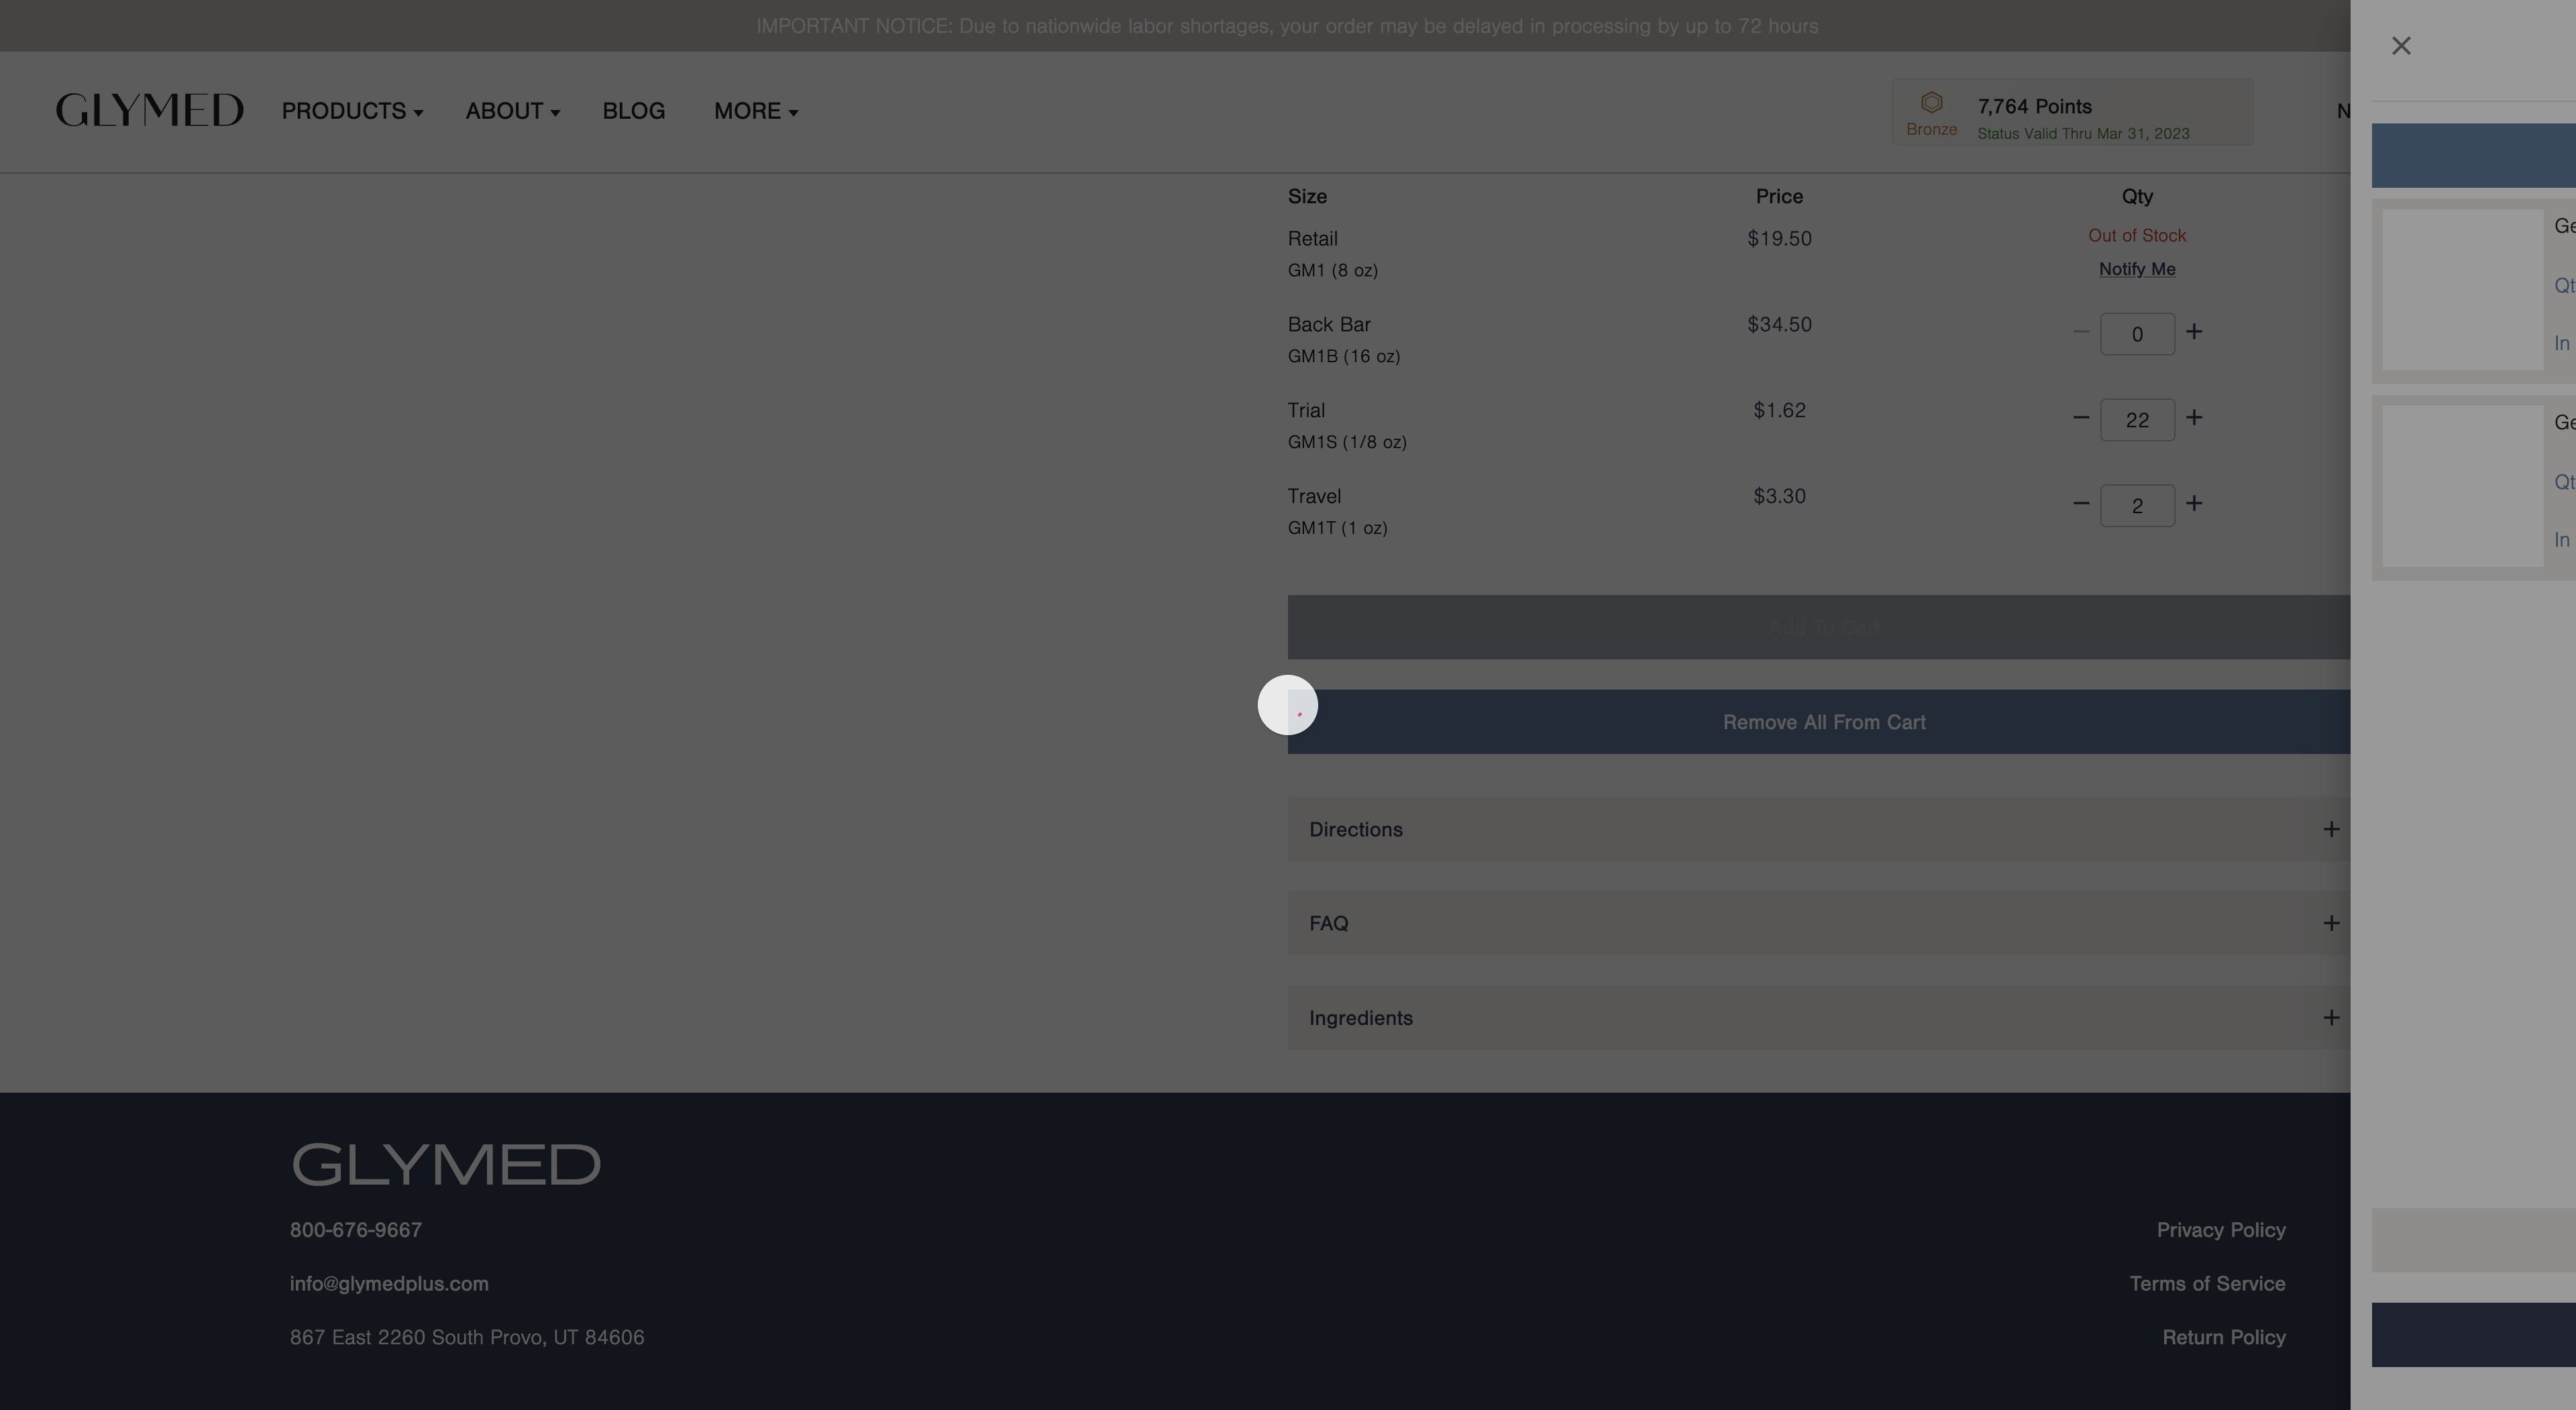 IMPORTANT NOTICE: Due to nationwide labor shortages, your order may be delayed in processing by up to 72 hours
GLYMED PRODUCTS ABOUT BLOG MORE
Bronze
7,764 Points
Status Valid Thru Mar 31, 2023
Size Price Qty
Retail $19.50 Out of Stock
GM1 (8 oz) Notify Me
Back Bar $34.50 0
GM1B (16 oz)
Trial $1.62 22
GM1S (1/8 oz)
Travel $3.30 2
GM1T (1 oz)
Add To Cart
Remove All From Cart
Directions +
FAQ +
Ingredients +
GLYMED
800-676-9667
info@glymedplus.com
867 East 2260 South Provo, UT 84606
Privacy Policy
Terms of Service
Return Policy
In
In